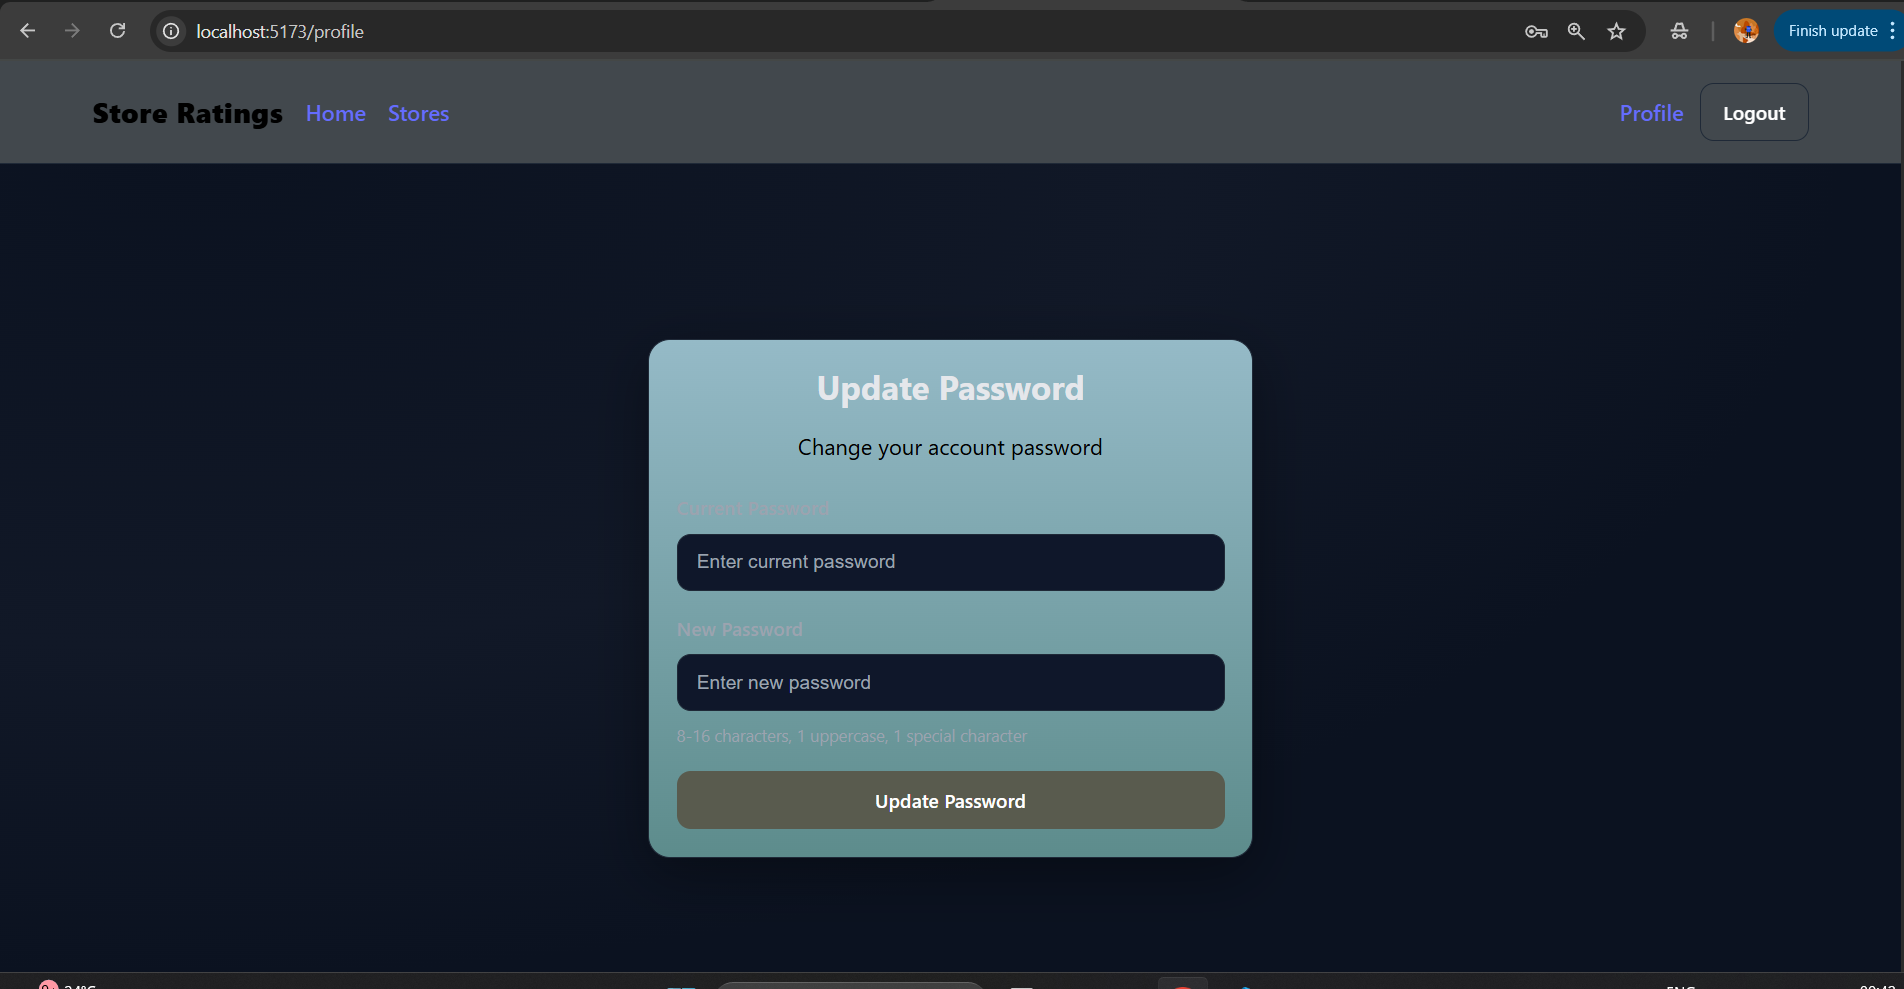 localhost:5173/profile
Finish update
Store Ratings Home Stores Profile Logout
Update Password
Change your account password
Current Password
Enter current password
New Password
Enter new password
8-16 characters, 1 uppercase, 1 special character
Update Password